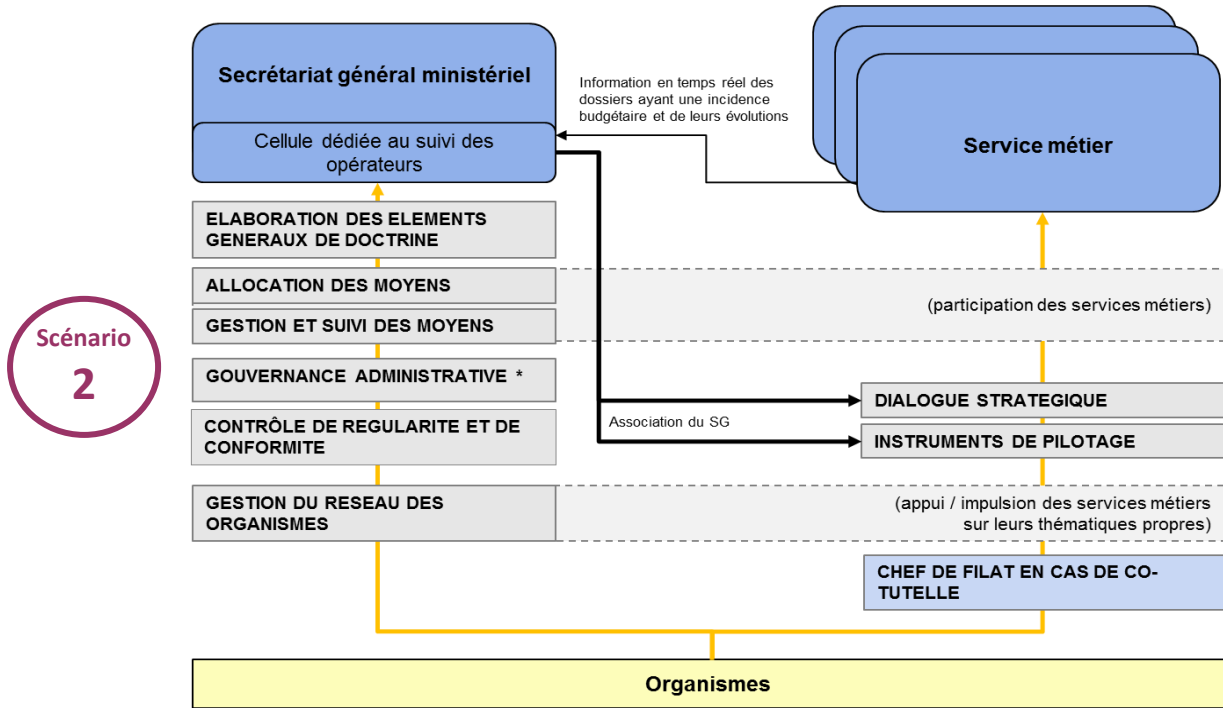 Scénario
2
Secrétariat général ministériel
Cellule dédiée au suivi des
opérateurs
Information en temps réel des
dossiers ayant une incidence
budgétaire et de leurs évolutions
Service métier
ELABORATION DES ELEMENTS
GENERAUX DE DOCTRINE
ALLOCATION DES MOYENS
GESTION ET SUIVI DES MOYENS
(participation des services métiers)
GOUVERNANCE ADMINISTRATIVE *
CONTRÔLE DE REGULARITE ET DE
CONFORMITE
Association du SG
DIALOGUE STRATEGIQUE
INSTRUMENTS DE PILOTAGE
GESTION DU RESEAU DES
ORGANISMES
(appui / impulsion des services métiers
sur leurs thématiques propres)
CHEF DE FILAT EN CAS DE CO-
TUTELLE
Organismes